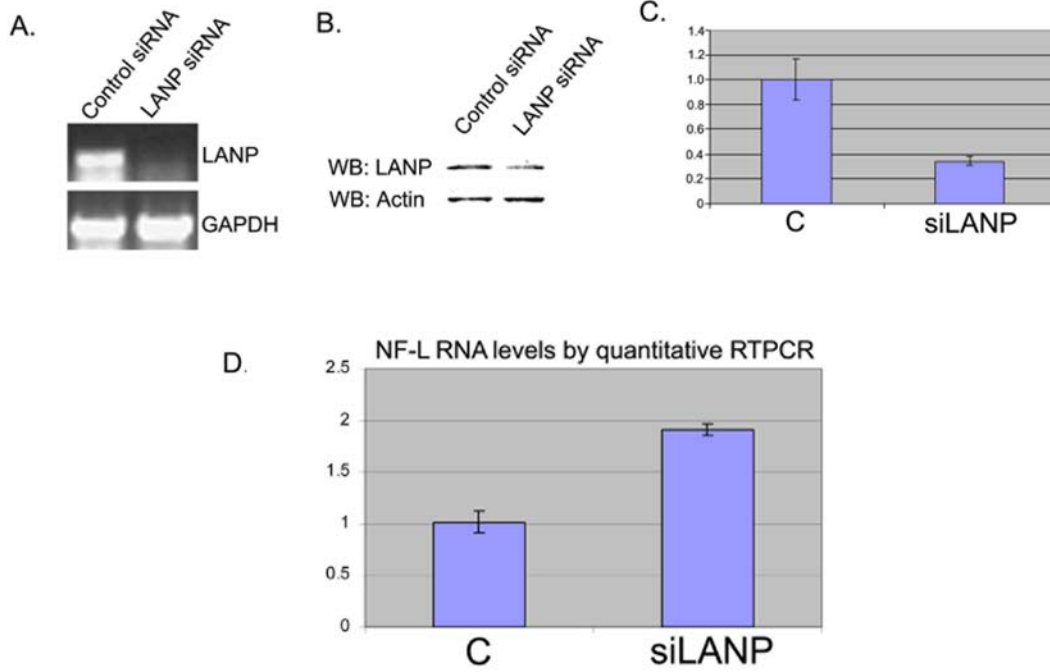 A.
Control siRNA
LANP siRNA
LANP
GAPDH
B.
Control siRNA
LANP siRNA
WB: LANP
WB: Actin
C.
1.4
1.2
1.0
0.8
0.6
0.4
0.2
0
C
siLANP
D.
NF-L RNA levels by quantitative RTPCR
2.5
2
1.5
1
0.5
0
C
siLANP